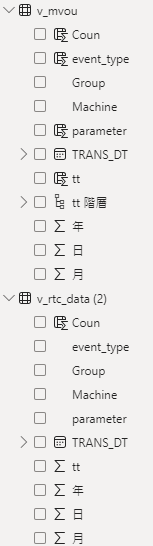 v_mvou
Coun
event_type
Group
Machine
parameter
TRANS_DT
tt
tt 階層
年
日
月
v_rtc_data (2)
Coun
event_type
Group
Machine
parameter
TRANS_DT
tt
年
日
月